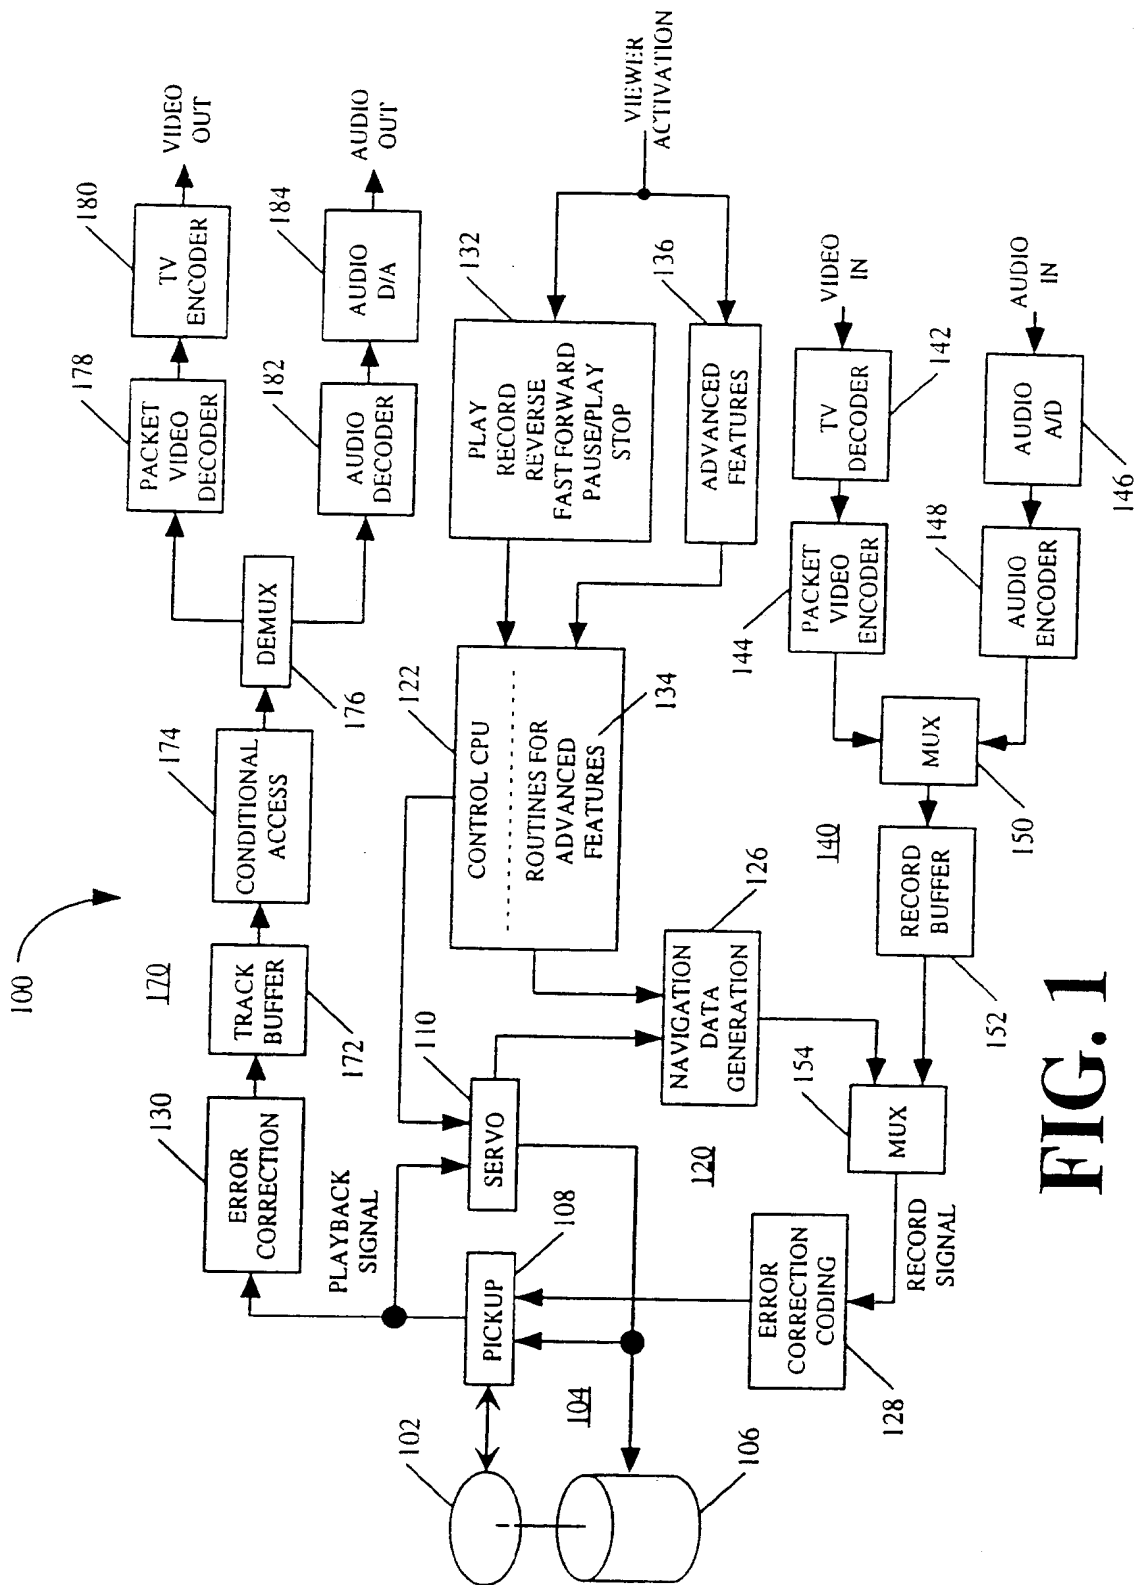 100
170
130
ERROR
CORRECTION
TRACK
BUFFER
172
174
CONDITIONAL
ACCESS
DEMUX
176
178
PACKET
VIDEO
DECODER
180
TV
ENCODER
VIDEO
OUT
182
AUDIO
DECODER
184
AUDIO
D/A
AUDIO
OUT
PLAYBACK
SIGNAL
102
104
106
PICKUP
108
SERVO
110
122
CONTROL CPU
ROUTINES FOR
ADVANCED
FEATURES
134
132
PLAY
RECORD
REVERSE
FAST FORWARD
PAUSE/PLAY
STOP
136
ADVANCED
FEATURES
VIEWER
ACTIVATION
120
NAVIGATION
DATA
GENERATION
126
140
ERROR
CORRECTION
CODING
128
RECORD
SIGNAL
154
MUX
RECORD
BUFFER
152
MUX
150
144
PACKET
VIDEO
ENCODER
TV
DECODER
142
VIDEO
IN
148
AUDIO
ENCODER
AUDIO
A/D
146
AUDIO
IN
FIG. 1